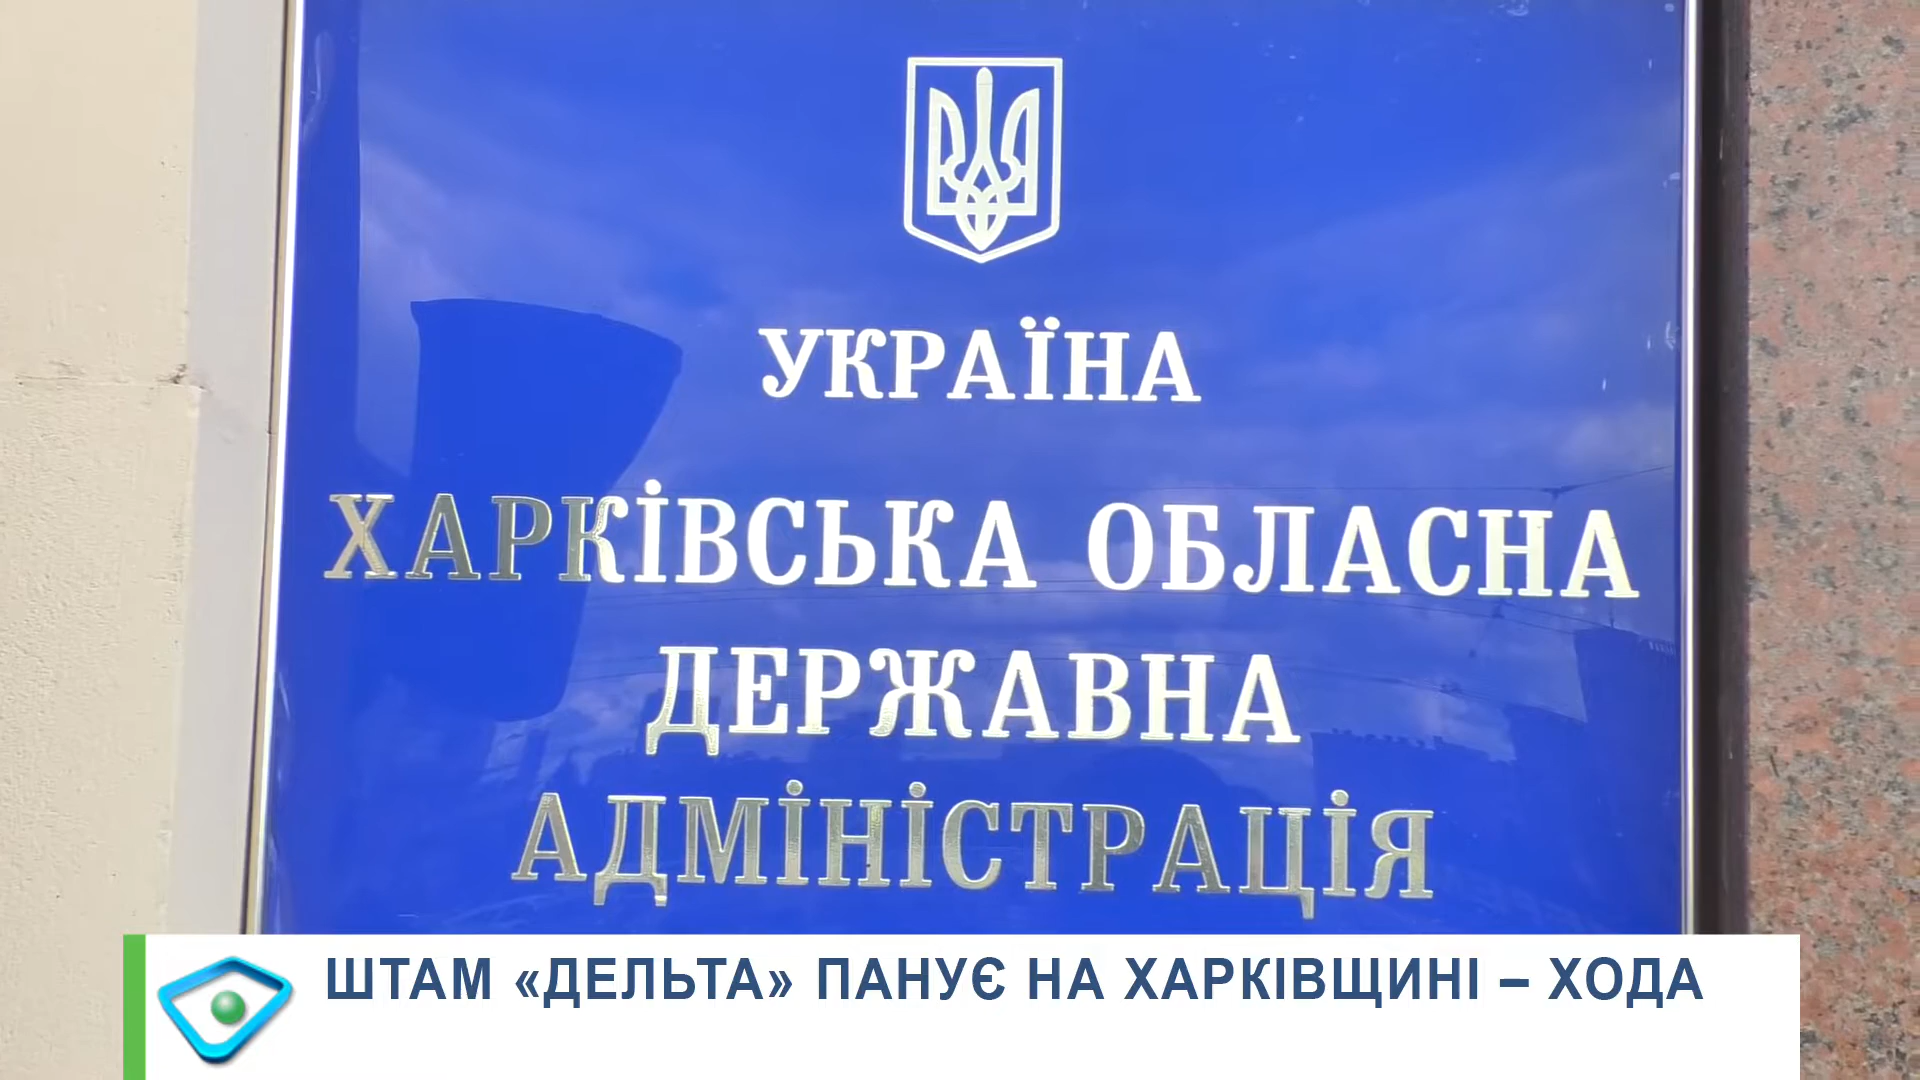 УКРАЇНА
ХАРКІВСЬКА ОБЛАСНА
ДЕРЖАВНА
АДМІНІСТРАЦІЯ
ШТАМ «ДЕЛЬТА» ПАНУЄ НА ХАРКІВЩИНІ – ХОДА